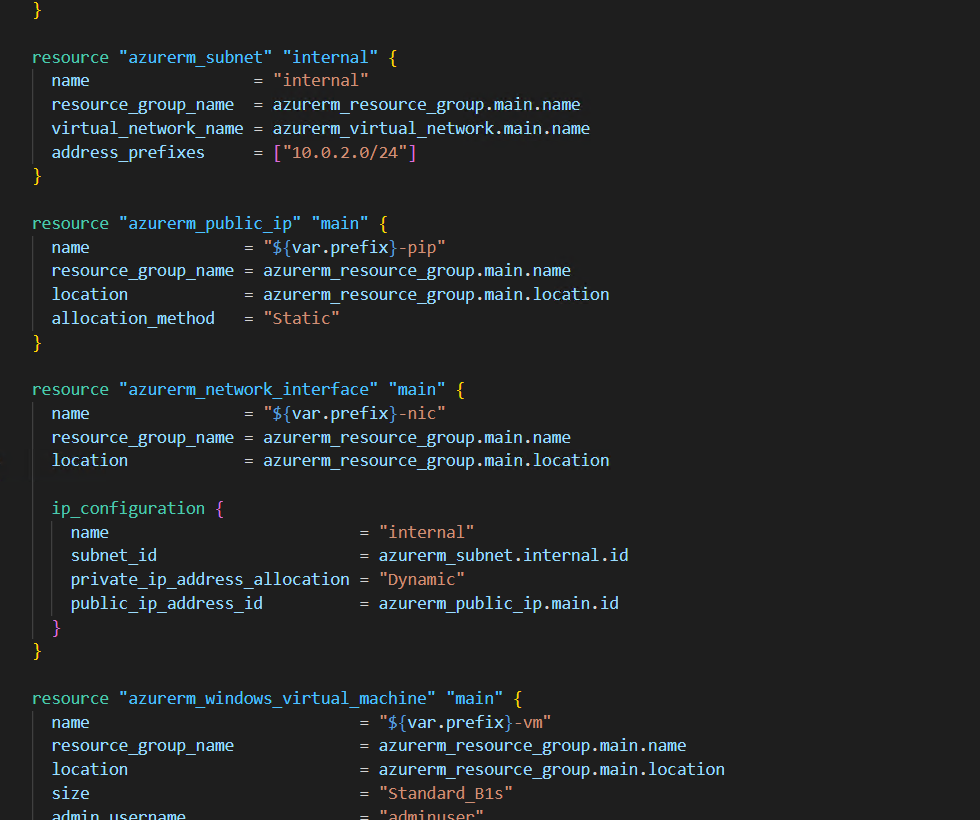 }

resource "azurerm_subnet" "internal" {
  name                 = "internal"
  resource_group_name  = azurerm_resource_group.main.name
  virtual_network_name = azurerm_virtual_network.main.name
  address_prefixes     = ["10.0.2.0/24"]
}

resource "azurerm_public_ip" "main" {
  name                = "${var.prefix}-pip"
  resource_group_name = azurerm_resource_group.main.name
  location            = azurerm_resource_group.main.location
  allocation_method   = "Static"
}

resource "azurerm_network_interface" "main" {
  name                = "${var.prefix}-nic"
  resource_group_name = azurerm_resource_group.main.name
  location            = azurerm_resource_group.main.location

  ip_configuration {
    name                          = "internal"
    subnet_id                     = azurerm_subnet.internal.id
    private_ip_address_allocation = "Dynamic"
    public_ip_address_id          = azurerm_public_ip.main.id
  }
}

resource "azurerm_windows_virtual_machine" "main" {
  name                            = "${var.prefix}-vm"
  resource_group_name             = azurerm_resource_group.main.name
  location                        = azurerm_resource_group.main.location
  size                            = "Standard_B1s"
  admin_username                  = "adminuser"